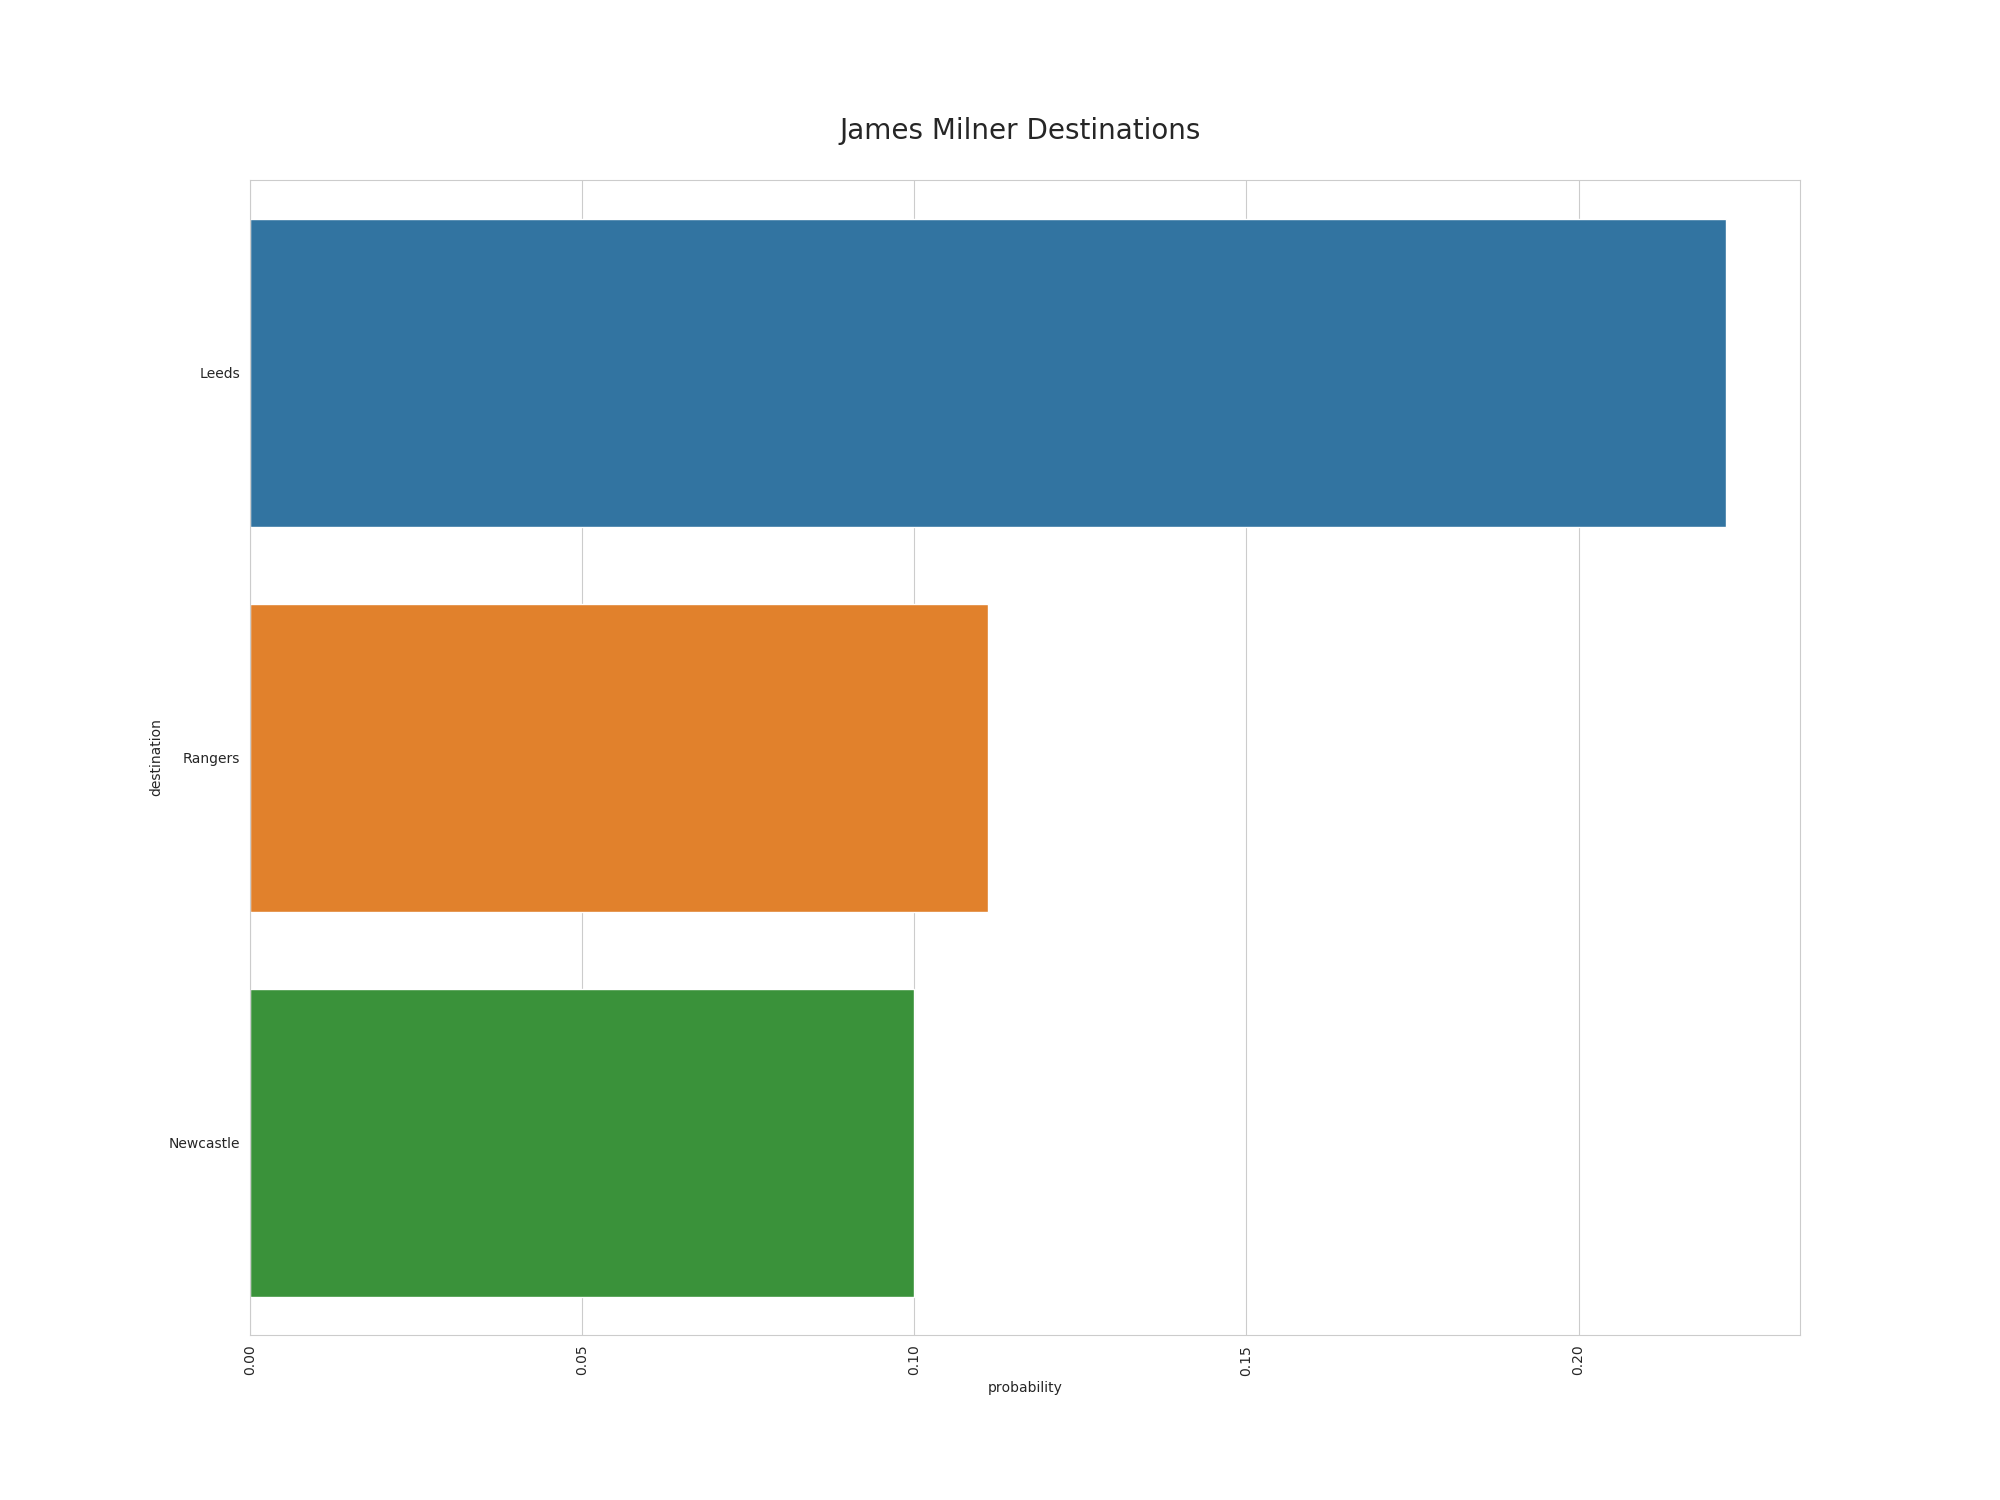 James Milner Destinations
destination
Leeds
Rangers
Newcastle
0.00
0.05
0.10
0.15
0.20
probability